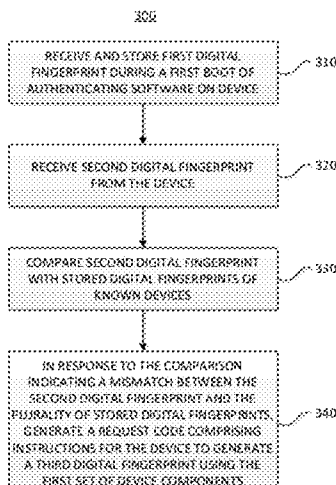 300
RECEIVE AND STORE FIRST DIGITAL
FINGERPRINT DURING A FIRST BOOT OF
AUTHENTICATING SOFTWARE ON DEVICE
310
RECEIVE SECOND DIGITAL FINGERPRINT
FROM THE DEVICE
320
COMPARE SECOND DIGITAL FINGERPRINT
WITH STORED DIGITAL FINGERPRINTS OF
KNOWN DEVICES
330
IN RESPONSE TO THE COMPARISON
INDICATING A MISMATCH BETWEEN THE
SECOND DIGITAL FINGERPRINT AND THE
PLURALITY OF STORED DIGITAL FINGERPRINTS,
GENERATE A REQUEST CODE COMPRISING
INSTRUCTIONS FOR THE DEVICE TO GENERATE
A THIRD DIGITAL FINGERPRINT USING THE
FIRST SET OF DEVICE COMPONENTS
340